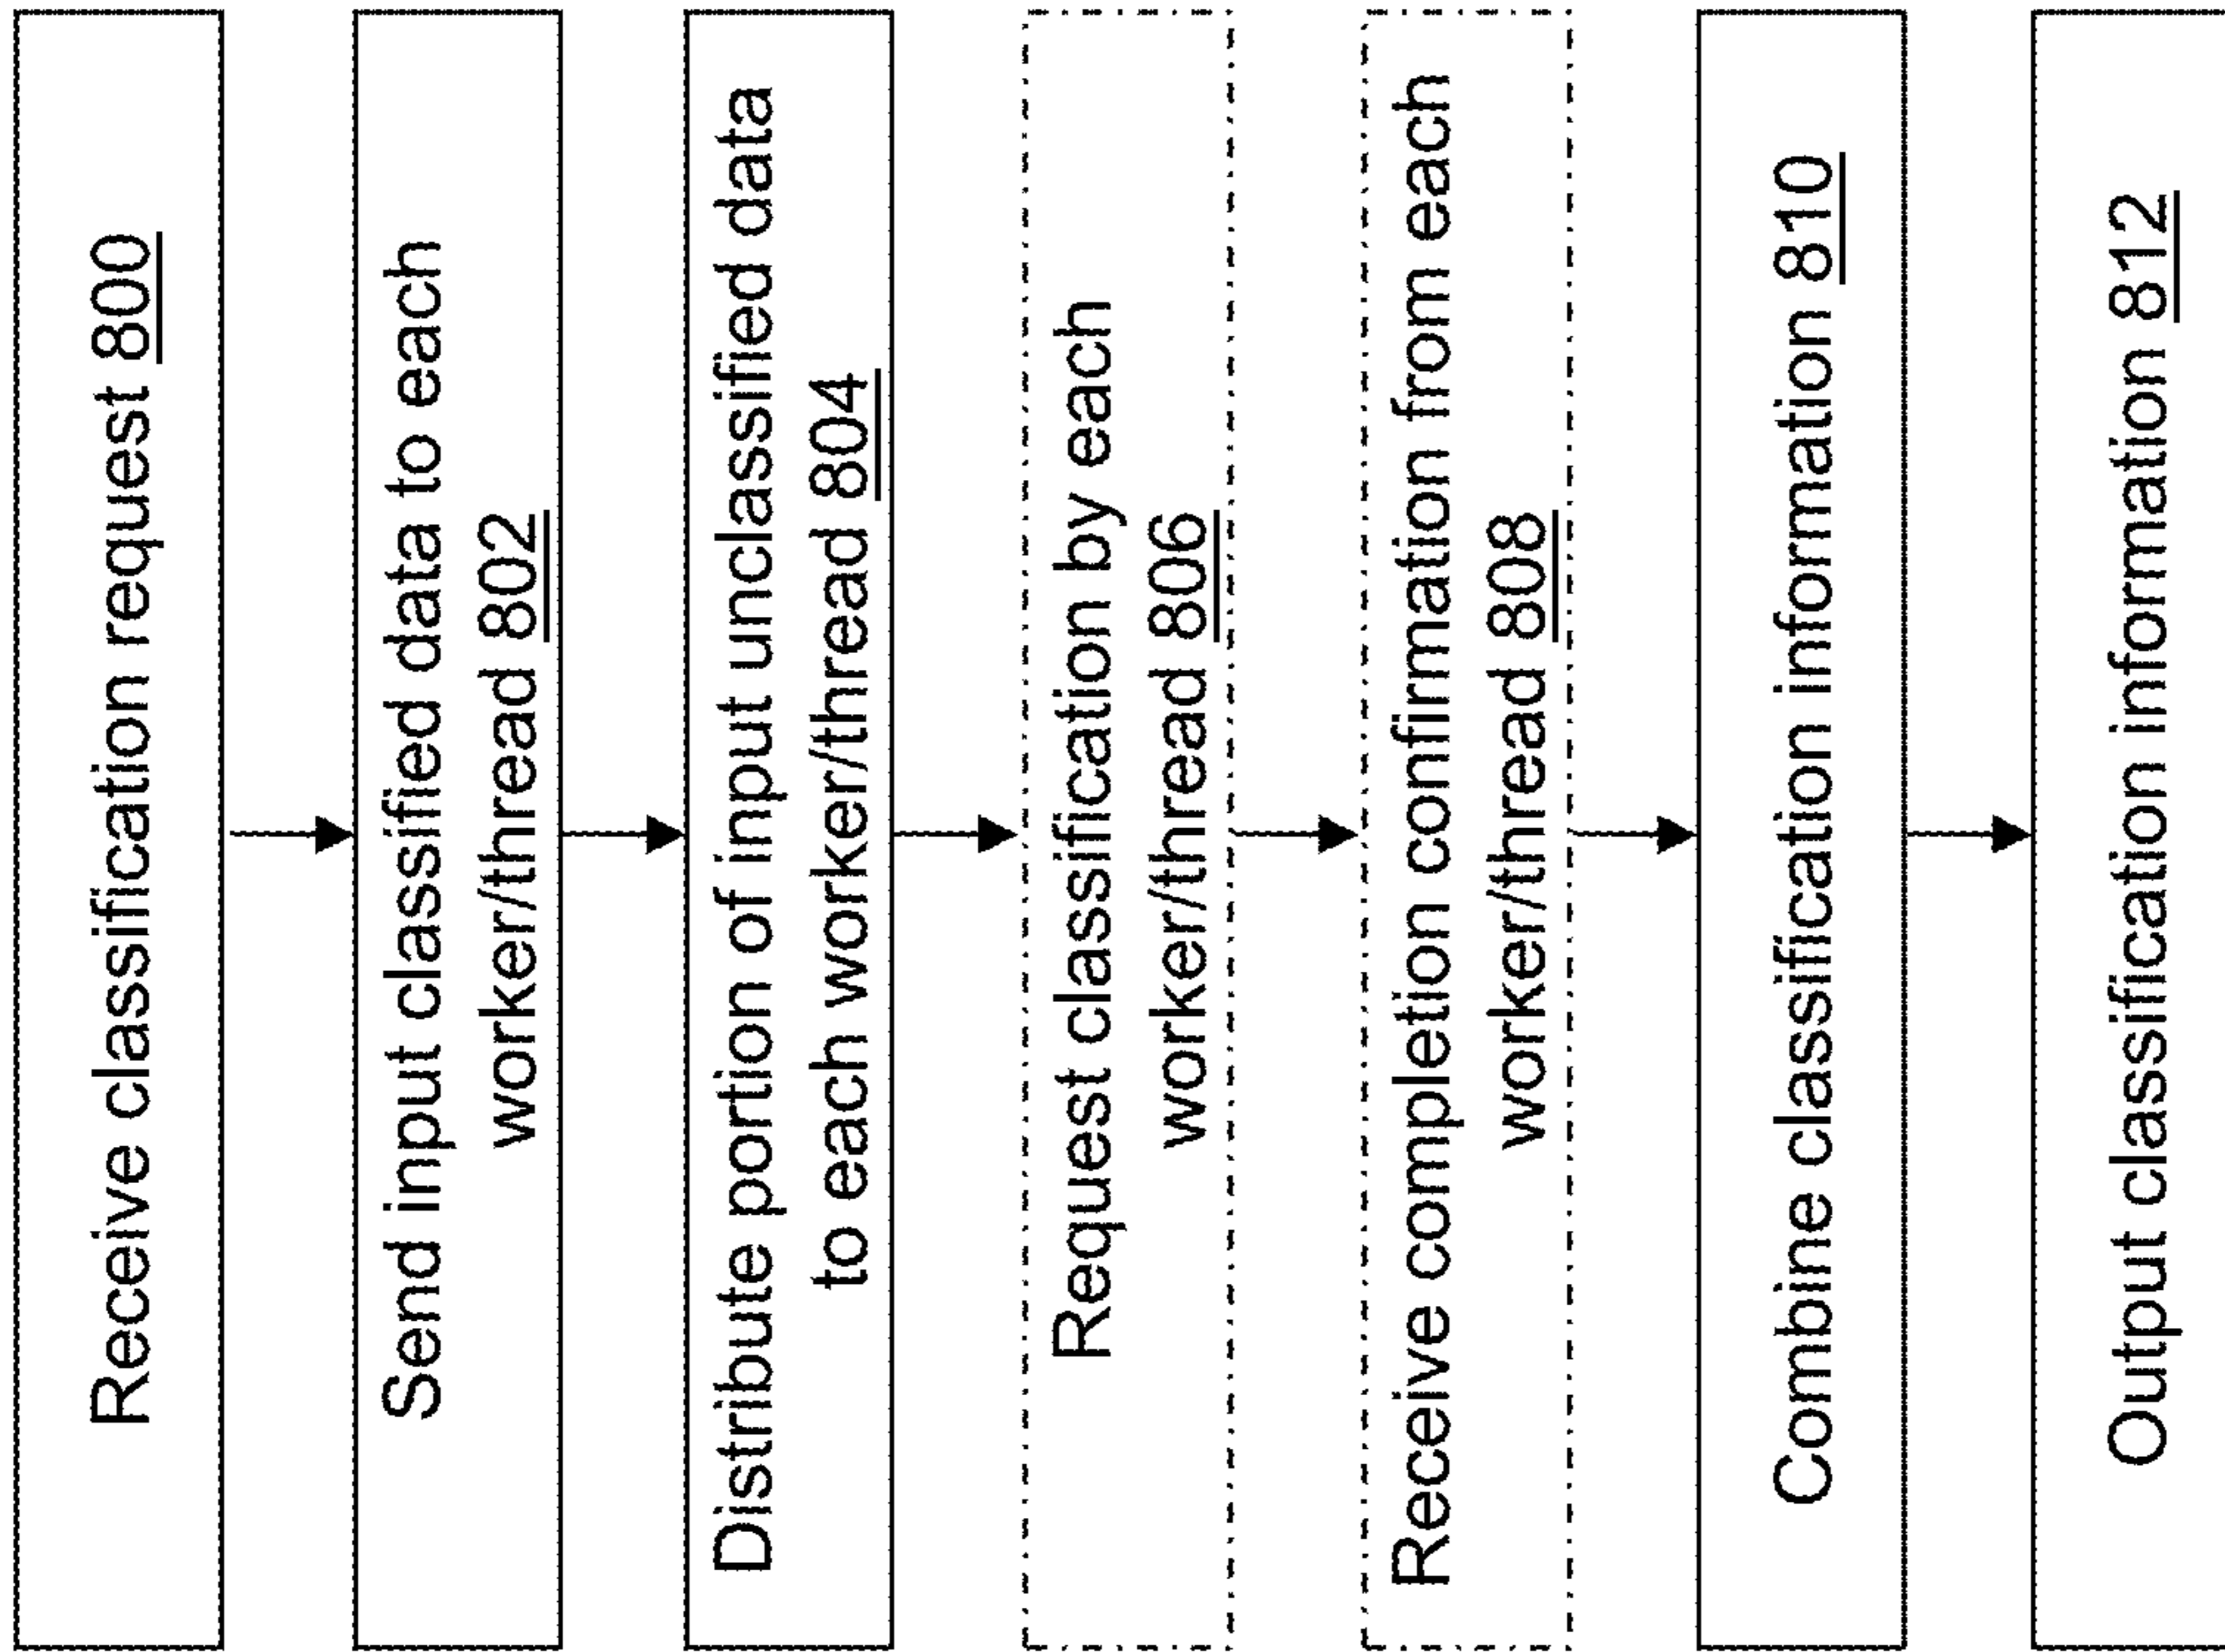 Receive classification request 800
Send input classified data to each
worker/thread 802
Distribute portion of input unclassified data
to each worker/thread 804
Request classification by each
worker/thread 806
Receive completion confirmation from each
worker/thread 808
Combine classification information 810
Output classification information 812